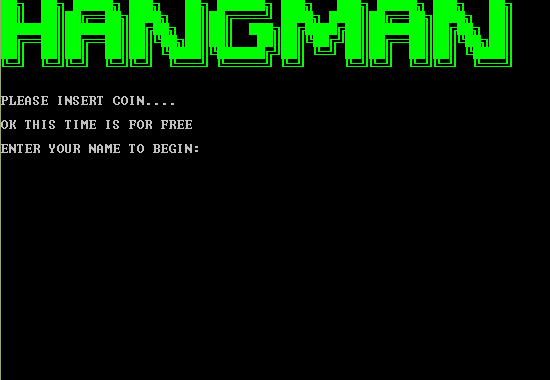 HANGMAN
PLEASE INSERT COIN....
OK THIS TIME IS FOR FREE
ENTER YOUR NAME TO BEGIN: